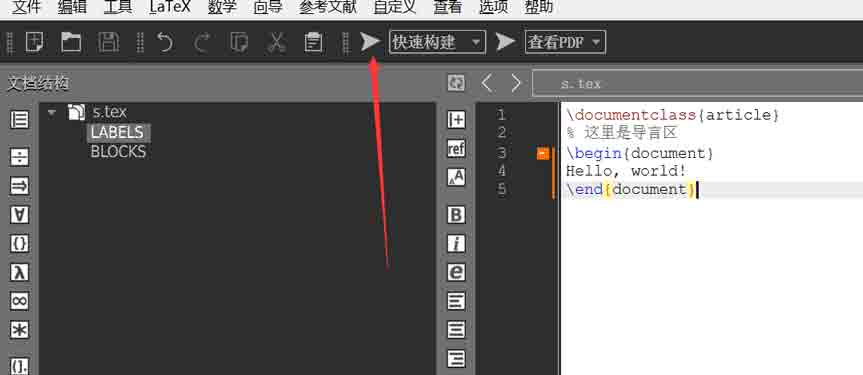 文件 编辑 工具 LaTeX 数学 向导 参考文献 自定义 查看 选项 帮助
快速构建 查看PDF
文档结构
s.tex
s.tex
LABELS
BLOCKS
ref
A
B
i
e
λ
∞
∀
{}
(].
1 \documentclass{article}
2 % 这里是导言区
3 \begin{document}
4 Hello, world!
5 \end{document}